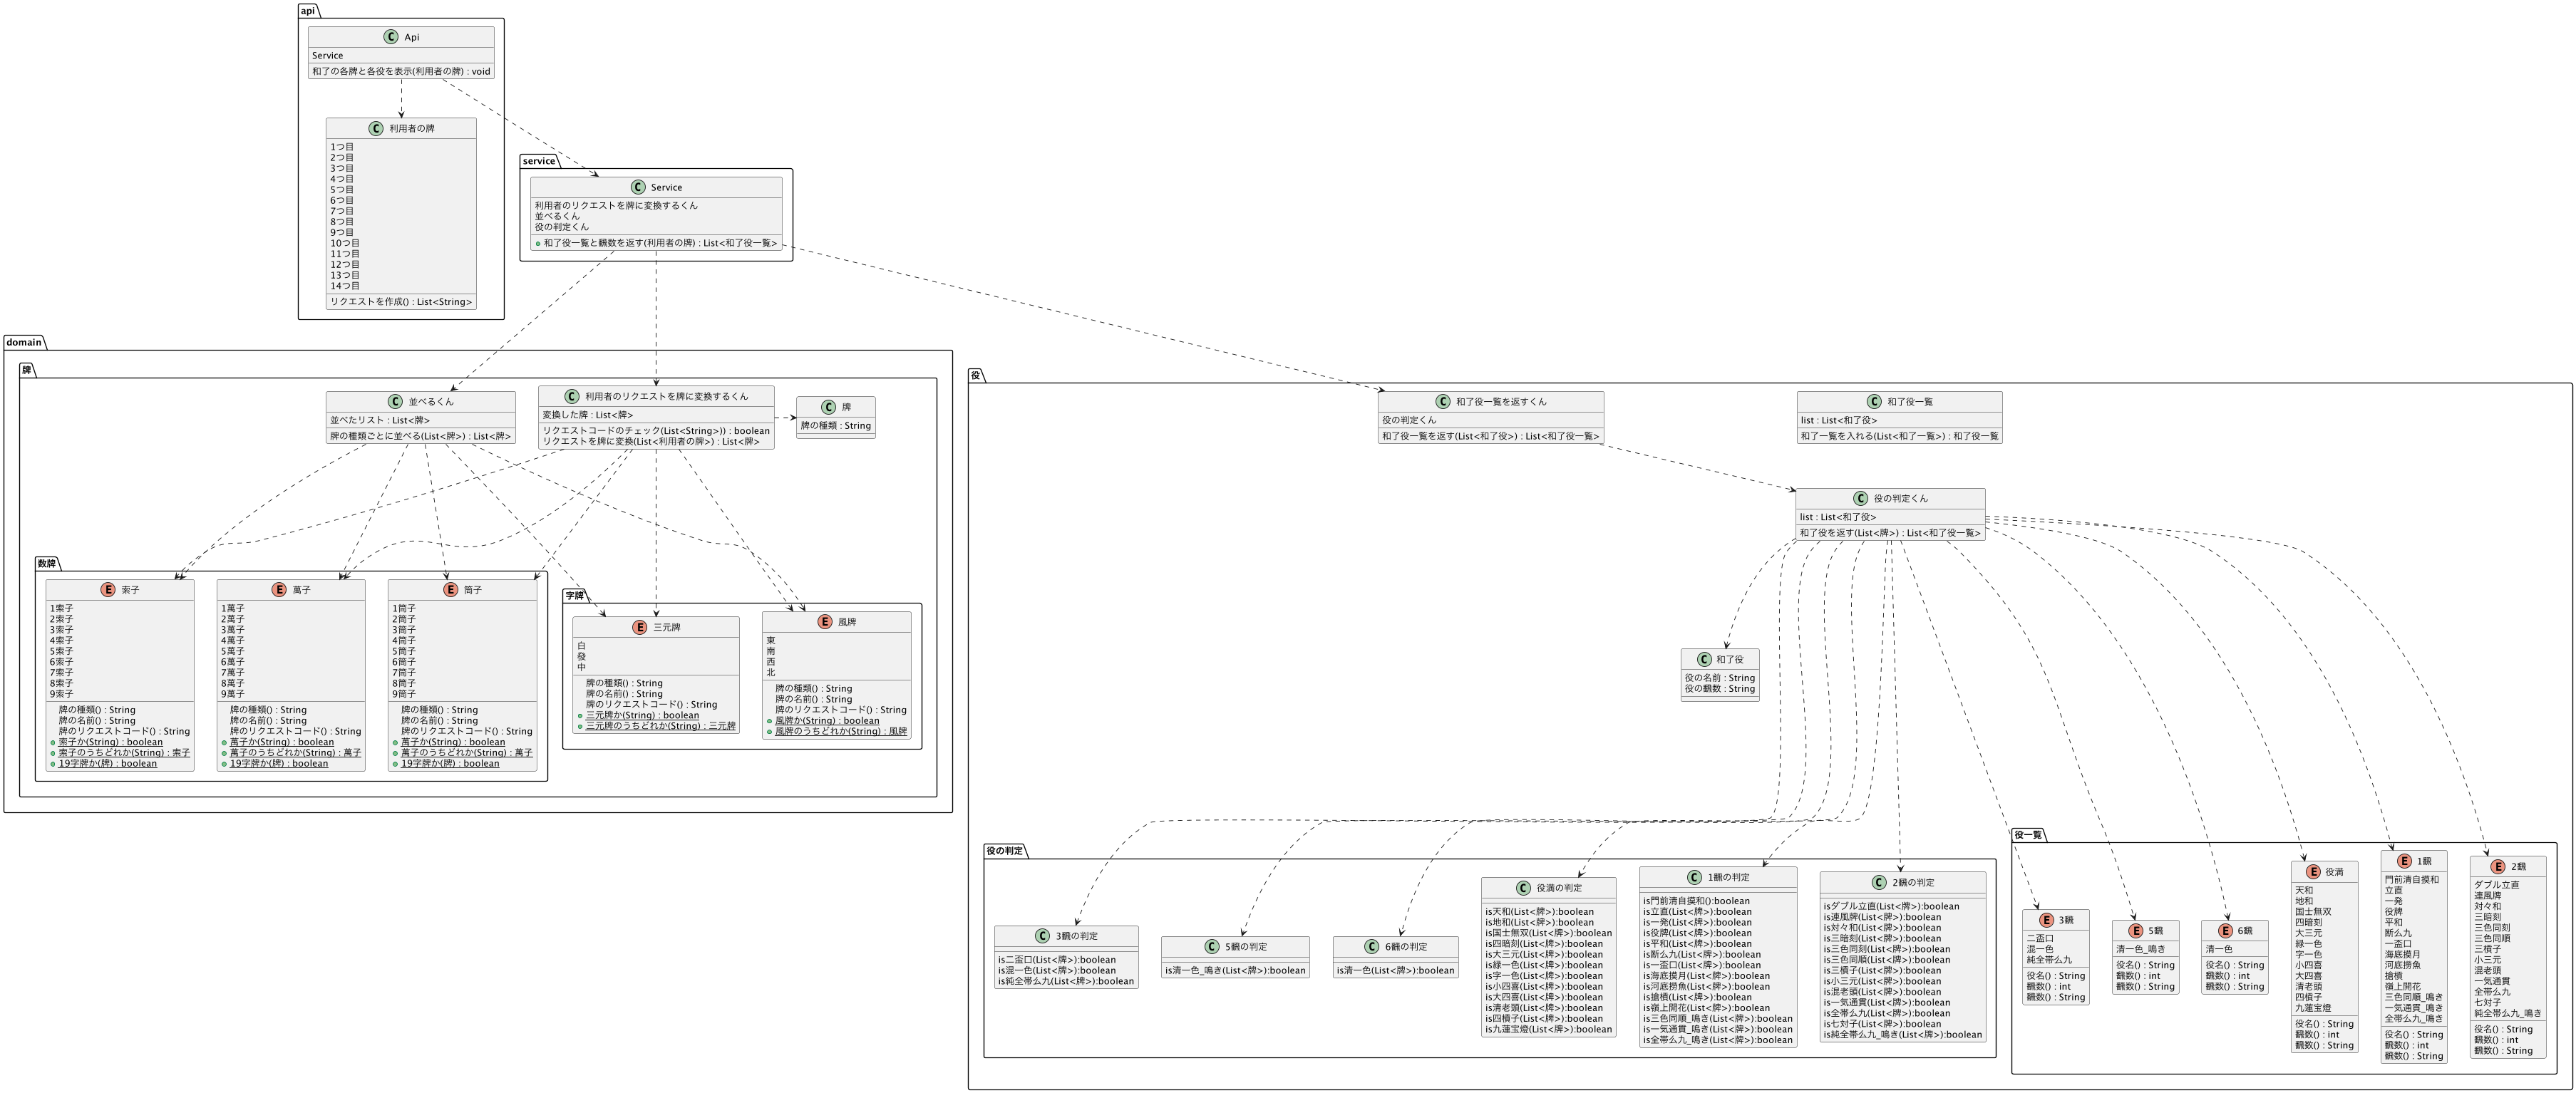 api
C Api
Service
和了の各牌と各役を表示(利用者の牌) : void
C 利用者の牌
1つ目
2つ目
3つ目
4つ目
5つ目
6つ目
7つ目
8つ目
9つ目
10つ目
11つ目
12つ目
13つ目
14つ目
リクエストを作成() : List<String>
service
C Service
利用者のリクエストを牌に変換するくん
並べるくん
役の判定くん
和了役一覧と飜数を返す(利用者の牌) : List<和了役一覧>
domain
牌
C 並べるくん
並べたリスト : List<牌>
牌の種類ごとに並べる(List<牌>) : List<牌>
C 利用者のリクエストを牌に変換するくん
変換した牌 : List<牌>
リクエストコードのチェック(List<String>)) : boolean
リクエストを牌に変換(List<利用者の牌>) : List<牌>
C 牌
牌の種類 : String
数牌
E 索子
1索子
2索子
3索子
4索子
5索子
6索子
7索子
8索子
9索子
牌の種類() : String
牌の名前() : String
牌のリクエストコード() : String
索子か(String) : boolean
索子のうちどれか(String) : 索子
19字牌か(牌) : boolean
E 萬子
1萬子
2萬子
3萬子
4萬子
5萬子
6萬子
7萬子
8萬子
9萬子
牌の種類() : String
牌の名前() : String
牌のリクエストコード() : String
萬子か(String) : boolean
萬子のうちどれか(String) : 萬子
19字牌か(牌) : boolean
E 筒子
1筒子
2筒子
3筒子
4筒子
5筒子
6筒子
7筒子
8筒子
9筒子
牌の種類() : String
牌の名前() : String
牌のリクエストコード() : String
萬子か(String) : boolean
萬子のうちどれか(String) : 萬子
19字牌か(牌) : boolean
字牌
E 三元牌
白
發
中
牌の種類() : String
牌の名前() : String
牌のリクエストコード() : String
三元牌か(String) : boolean
三元牌のうちどれか(String) : 三元牌
E 風牌
東
南
西
北
牌の種類() : String
牌の名前() : String
牌のリクエストコード() : String
風牌か(String) : boolean
風牌のうちどれか(String) : 風牌
役
C 和了役一覧を返すくん
役の判定くん
和了役一覧を返す(List<和了役>) : List<和了役一覧>
C 和了役一覧
list : List<和了役>
和了一覧を入れる(List<和了一覧>) : 和了役一覧
C 役の判定くん
list : List<和了役>
和了役を返す(List<牌>) : List<和了役一覧>
C 和了役
役の名前 : String
役の飜数 : String
役の判定
C 3飜の判定
is二盃口(List<牌>):boolean
is混一色(List<牌>):boolean
is純全帯么九(List<牌>):boolean
C 5飜の判定
is清一色_鳴き(List<牌>):boolean
C 6飜の判定
is清一色(List<牌>):boolean
C 役満の判定
is天和(List<牌>):boolean
is地和(List<牌>):boolean
is国士無双(List<牌>):boolean
is四暗刻(List<牌>):boolean
is大三元(List<牌>):boolean
is緑一色(List<牌>):boolean
is字一色(List<牌>):boolean
is小四喜(List<牌>):boolean
is大四喜(List<牌>):boolean
is清老頭(List<牌>):boolean
is四槓子(List<牌>):boolean
is九蓮宝燈(List<牌>):boolean
C 1飜の判定
is門前清自摸和():boolean
is立直(List<牌>):boolean
is一発(List<牌>):boolean
is役牌(List<牌>):boolean
is平和(List<牌>):boolean
is断么九(List<牌>):boolean
is一盃口(List<牌>):boolean
is海底摸月(List<牌>):boolean
is河底撈魚(List<牌>):boolean
is搶槓(List<牌>):boolean
is嶺上開花(List<牌>):boolean
is三色同順_鳴き(List<牌>):boolean
is一気通貫_鳴き(List<牌>):boolean
is全帯么九_鳴き(List<牌>):boolean
C 2飜の判定
isダブル立直(List<牌>):boolean
is連風牌(List<牌>):boolean
is対々和(List<牌>):boolean
is三暗刻(List<牌>):boolean
is三色同刻(List<牌>):boolean
is三色同順(List<牌>):boolean
is三槓子(List<牌>):boolean
is小三元(List<牌>):boolean
is混老頭(List<牌>):boolean
is一気通貫(List<牌>):boolean
is全帯么九(List<牌>):boolean
is七対子(List<牌>):boolean
is純全帯么九_鳴き(List<牌>):boolean
役一覧
E 3飜
二盃口
混一色
純全帯么九
役名() : String
飜数() : int
飜数() : String
E 5飜
清一色_鳴き
役名() : String
飜数() : int
飜数() : String
E 6飜
清一色
役名() : String
飜数() : int
飜数() : String
E 役満
天和
地和
国士無双
四暗刻
大三元
緑一色
字一色
小四喜
大四喜
清老頭
四槓子
九蓮宝燈
役名() : String
飜数() : int
飜数() : String
E 1飜
門前清自摸和
立直
一発
役牌
平和
断么九
一盃口
海底摸月
河底撈魚
搶槓
嶺上開花
三色同順_鳴き
一気通貫_鳴き
全帯么九_鳴き
役名() : String
飜数() : int
飜数() : String
E 2飜
ダブル立直
連風牌
対々和
三暗刻
三色同刻
三色同順
三槓子
小三元
混老頭
一気通貫
全帯么九
七対子
純全帯么九_鳴き
役名() : String
飜数() : int
飜数() : String